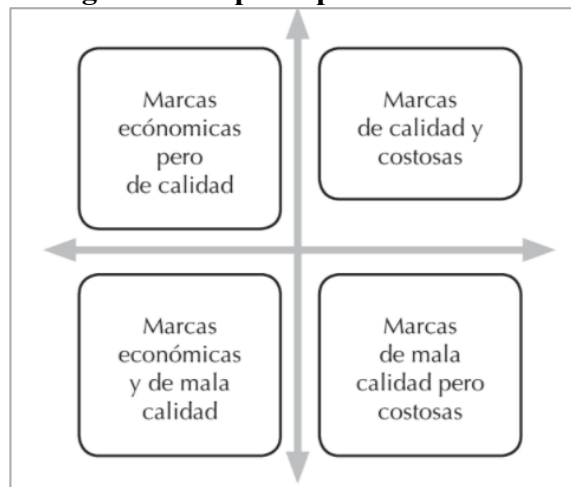 Marcas
ecónomicas
pero
de calidad
Marcas
de calidad y
costosas
Marcas
económicas
y de mala
calidad
Marcas
de mala
calidad pero
costosas